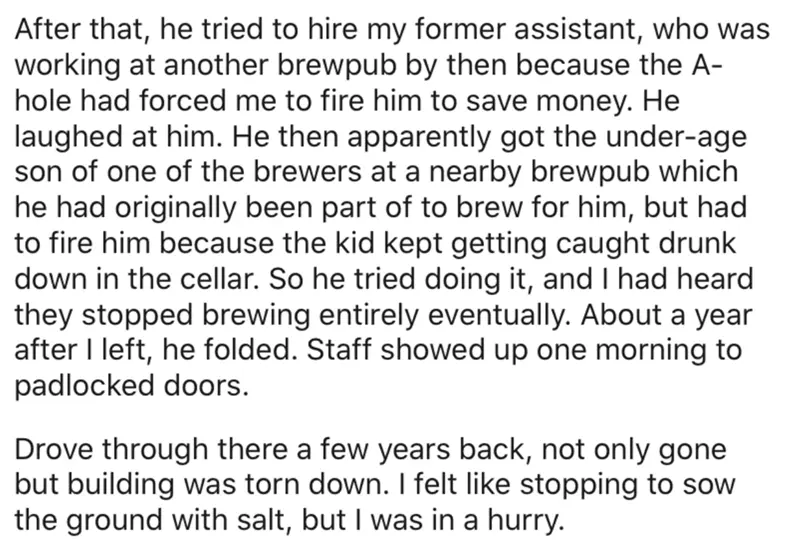 After that, he tried to hire my former assistant, who was
working at another brewpub by then because the A-
hole had forced me to fire him to save money. He
laughed at him. He then apparently got the under-age
son of one of the brewers at a nearby brewpub which
he had originally been part of to brew for him, but had
to fire him because the kid kept getting caught drunk
down in the cellar. So he tried doing it, and I had heard
they stopped brewing entirely eventually. About a year
after I left, he folded. Staff showed up one morning to
padlocked doors.
Drove through there a few years back, not only gone
but building was torn down. I felt like stopping to sow
the ground with salt, but I was in a hurry.